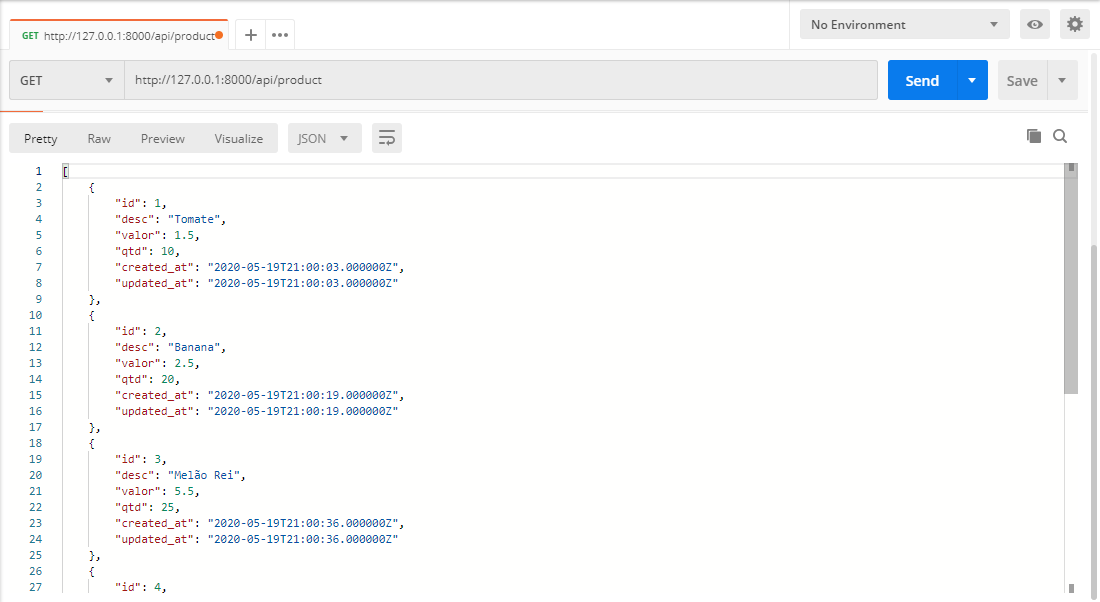 GET http://127.0.0.1:8000/api/product
No Environment
GET http://127.0.0.1:8000/api/product Send Save
Pretty Raw Preview Visualize JSON
1 [
2 {
3 "id": 1,
4 "desc": "Tomate",
5 "valor": 1.5,
6 "qtd": 10,
7 "created_at": "2020-05-19T21:00:03.000000Z",
8 "updated_at": "2020-05-19T21:00:03.000000Z"
9 },
10 {
11 "id": 2,
12 "desc": "Banana",
13 "valor": 2.5,
14 "qtd": 20,
15 "created_at": "2020-05-19T21:00:19.000000Z",
16 "updated_at": "2020-05-19T21:00:19.000000Z"
17 },
18 {
19 "id": 3,
20 "desc": "Melão Rei",
21 "valor": 5.5,
22 "qtd": 25,
23 "created_at": "2020-05-19T21:00:36.000000Z",
24 "updated_at": "2020-05-19T21:00:36.000000Z"
25 },
26 {
27 "id": 4,